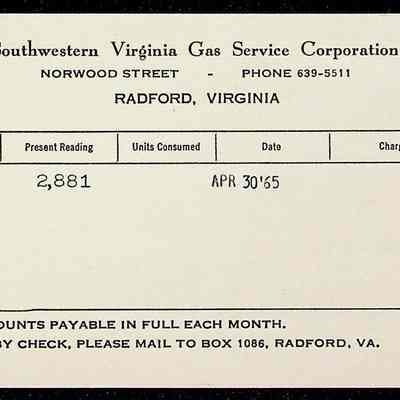 outhwestern Virginia Gas Service Corporation
NORWOOD STREET - PHONE 639-5511
RADFORD, VIRGINIA
Present Reading Units Consumed Date Charg
2,881 APR 30'65
OUNTS PAYABLE IN FULL EACH MONTH.
BY CHECK, PLEASE MAIL TO BOX 1086, RADFORD, VA.